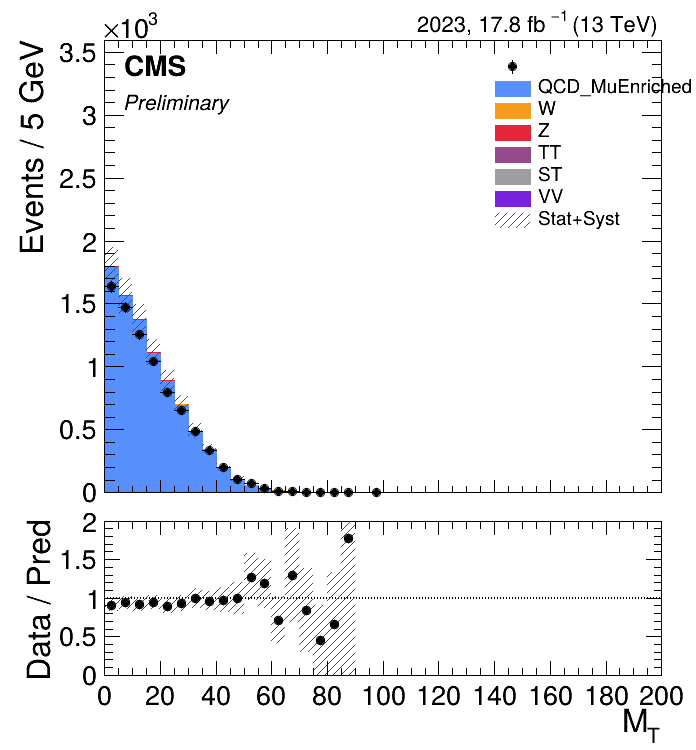 ×10³
2023, 17.8 fb⁻¹ (13 TeV)
Events / 5 GeV
3.5
3
2.5
2
1.5
1
0.5
0
CMS
Preliminary
QCD_MuEnriched
W
Z
TT
ST
VV
Stat+Syst
Data / Pred
2
1.5
1
0.5
0
0 20 40 60 80 100 120 140 160 180 200
M_T